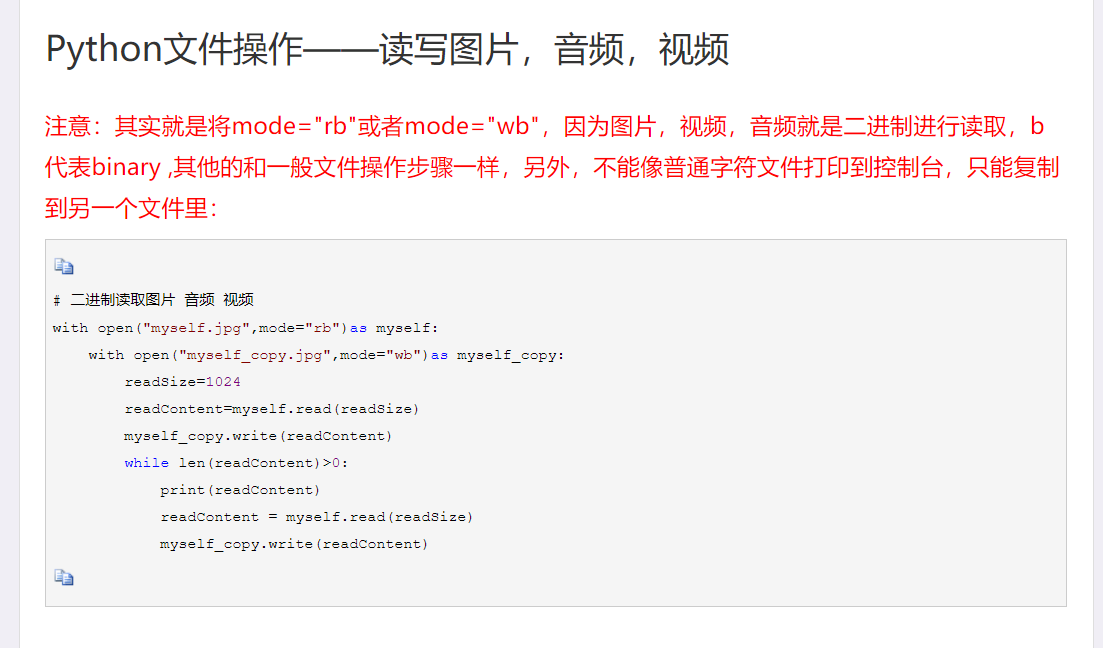 Python文件操作——读写图片，音频，视频
注意：其实就是将mode="rb"或者mode="wb"，因为图片，视频，音频就是二进制进行读取，b
代表binary ,其他的和一般文件操作步骤一样，另外，不能像普通字符文件打印到控制台，只能复制
到另一个文件里：
# 二进制读取图片 音频 视频
with open("myself.jpg",mode="rb")as myself:
    with open("myself_copy.jpg",mode="wb")as myself_copy:
        readSize=1024
        readContent=myself.read(readSize)
        myself_copy.write(readContent)
        while len(readContent)>0:
            print(readContent)
            readContent = myself.read(readSize)
            myself_copy.write(readContent)